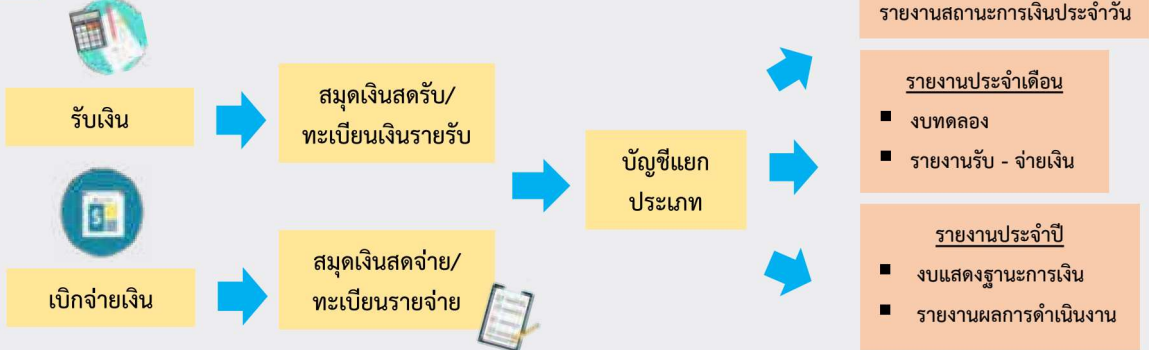 รับเงิน
สมุดเงินสดรับ/
ทะเบียนเงินรายรับ
เบิกจ่ายเงิน
สมุดเงินสดจ่าย/
ทะเบียนรายจ่าย
บัญชีแยก
ประเภท
รายงานสถานะการเงินประจำวัน
รายงานประจำเดือน
▪ งบทดลอง
▪ รายงานรับ - จ่ายเงิน
รายงานประจำปี
▪ งบแสดงฐานะการเงิน
▪ รายงานผลการดำเนินงาน